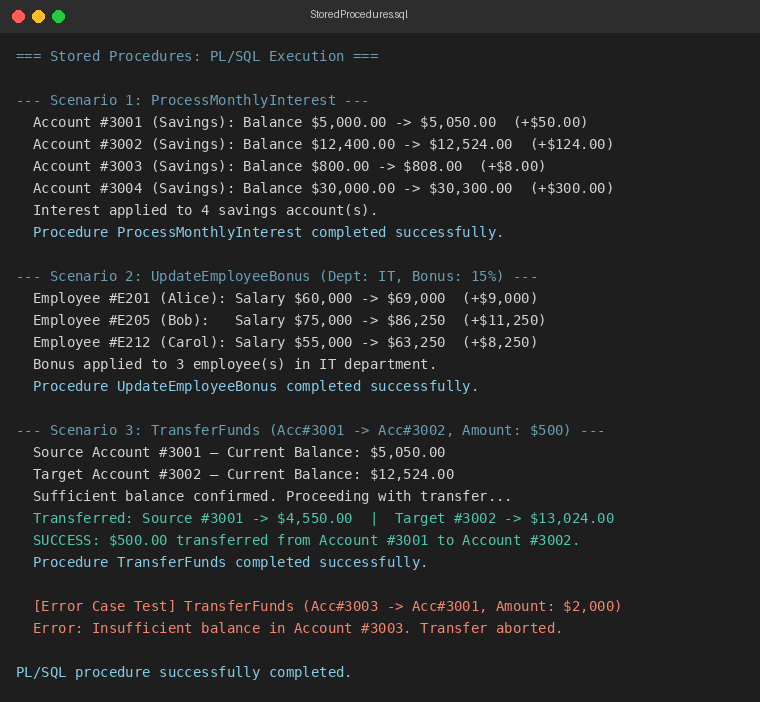 StoredProcedures.sql
=== Stored Procedures: PL/SQL Execution ===
--- Scenario 1: ProcessMonthlyInterest ---
Account #3001 (Savings): Balance $5,000.00 -> $5,050.00  (+$50.00)
Account #3002 (Savings): Balance $12,400.00 -> $12,524.00  (+$124.00)
Account #3003 (Savings): Balance $800.00 -> $808.00  (+$8.00)
Account #3004 (Savings): Balance $30,000.00 -> $30,300.00  (+$300.00)
Interest applied to 4 savings account(s).
Procedure ProcessMonthlyInterest completed successfully.
--- Scenario 2: UpdateEmployeeBonus (Dept: IT, Bonus: 15%) ---
Employee #E201 (Alice): Salary $60,000 -> $69,000  (+$9,000)
Employee #E205 (Bob):   Salary $75,000 -> $86,250  (+$11,250)
Employee #E212 (Carol): Salary $55,000 -> $63,250  (+$8,250)
Bonus applied to 3 employee(s) in IT department.
Procedure UpdateEmployeeBonus completed successfully.
--- Scenario 3: TransferFunds (Acc#3001 -> Acc#3002, Amount: $500) ---
Source Account #3001 – Current Balance: $5,050.00
Target Account #3002 – Current Balance: $12,524.00
Sufficient balance confirmed. Proceeding with transfer...
Transferred: Source #3001 -> $4,550.00  |  Target #3002 -> $13,024.00
SUCCESS: $500.00 transferred from Account #3001 to Account #3002.
Procedure TransferFunds completed successfully.
[Error Case Test] TransferFunds (Acc#3003 -> Acc#3001, Amount: $2,000)
Error: Insufficient balance in Account #3003. Transfer aborted.
PL/SQL procedure successfully completed.